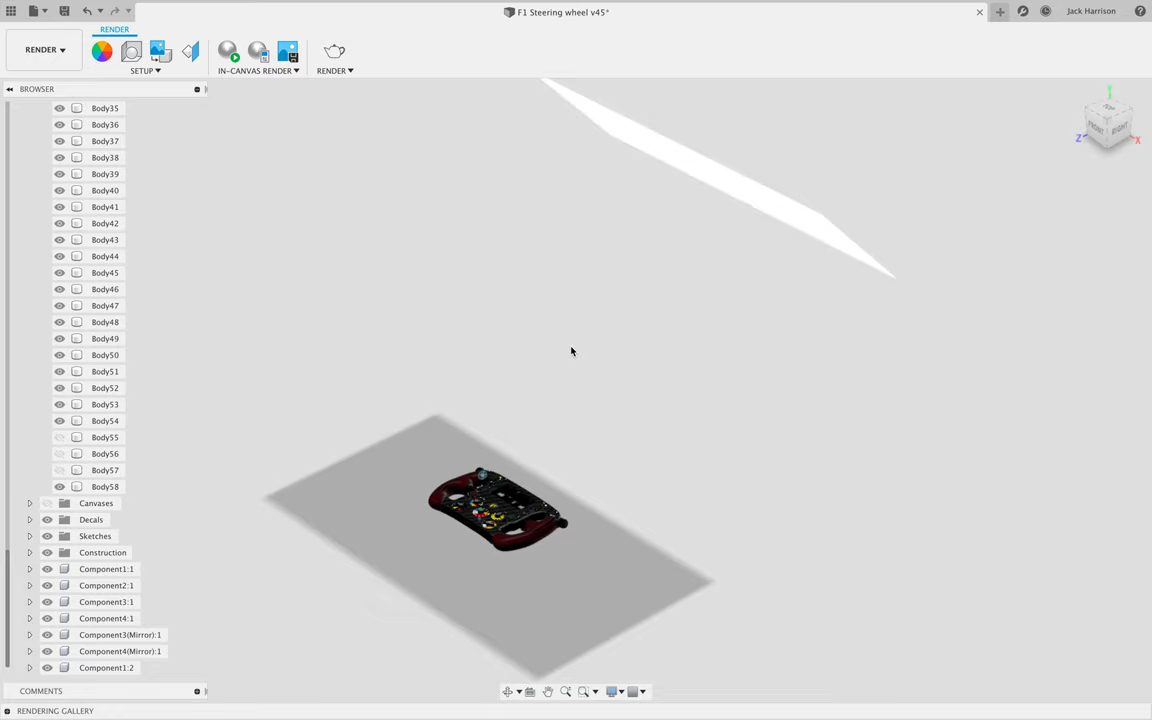 F1 Steering wheel v45*
Jack Harrison
RENDER
RENDER
SETUP
IN-CANVAS RENDER
RENDER
BROWSER
Body35
Body36
Body37
Body38
Body39
Body40
Body41
Body42
Body43
Body44
Body45
Body46
Body47
Body48
Body49
Body50
Body51
Body52
Body53
Body54
Body55
Body56
Body57
Body58
Canvases
Decals
Sketches
Construction
Component1:1
Component2:1
Component3:1
Component4:1
Component3(Mirror):1
Component4(Mirror):1
Component1:2
COMMENTS
RENDERING GALLERY
TOP
FRONT
RIGHT
Z
X